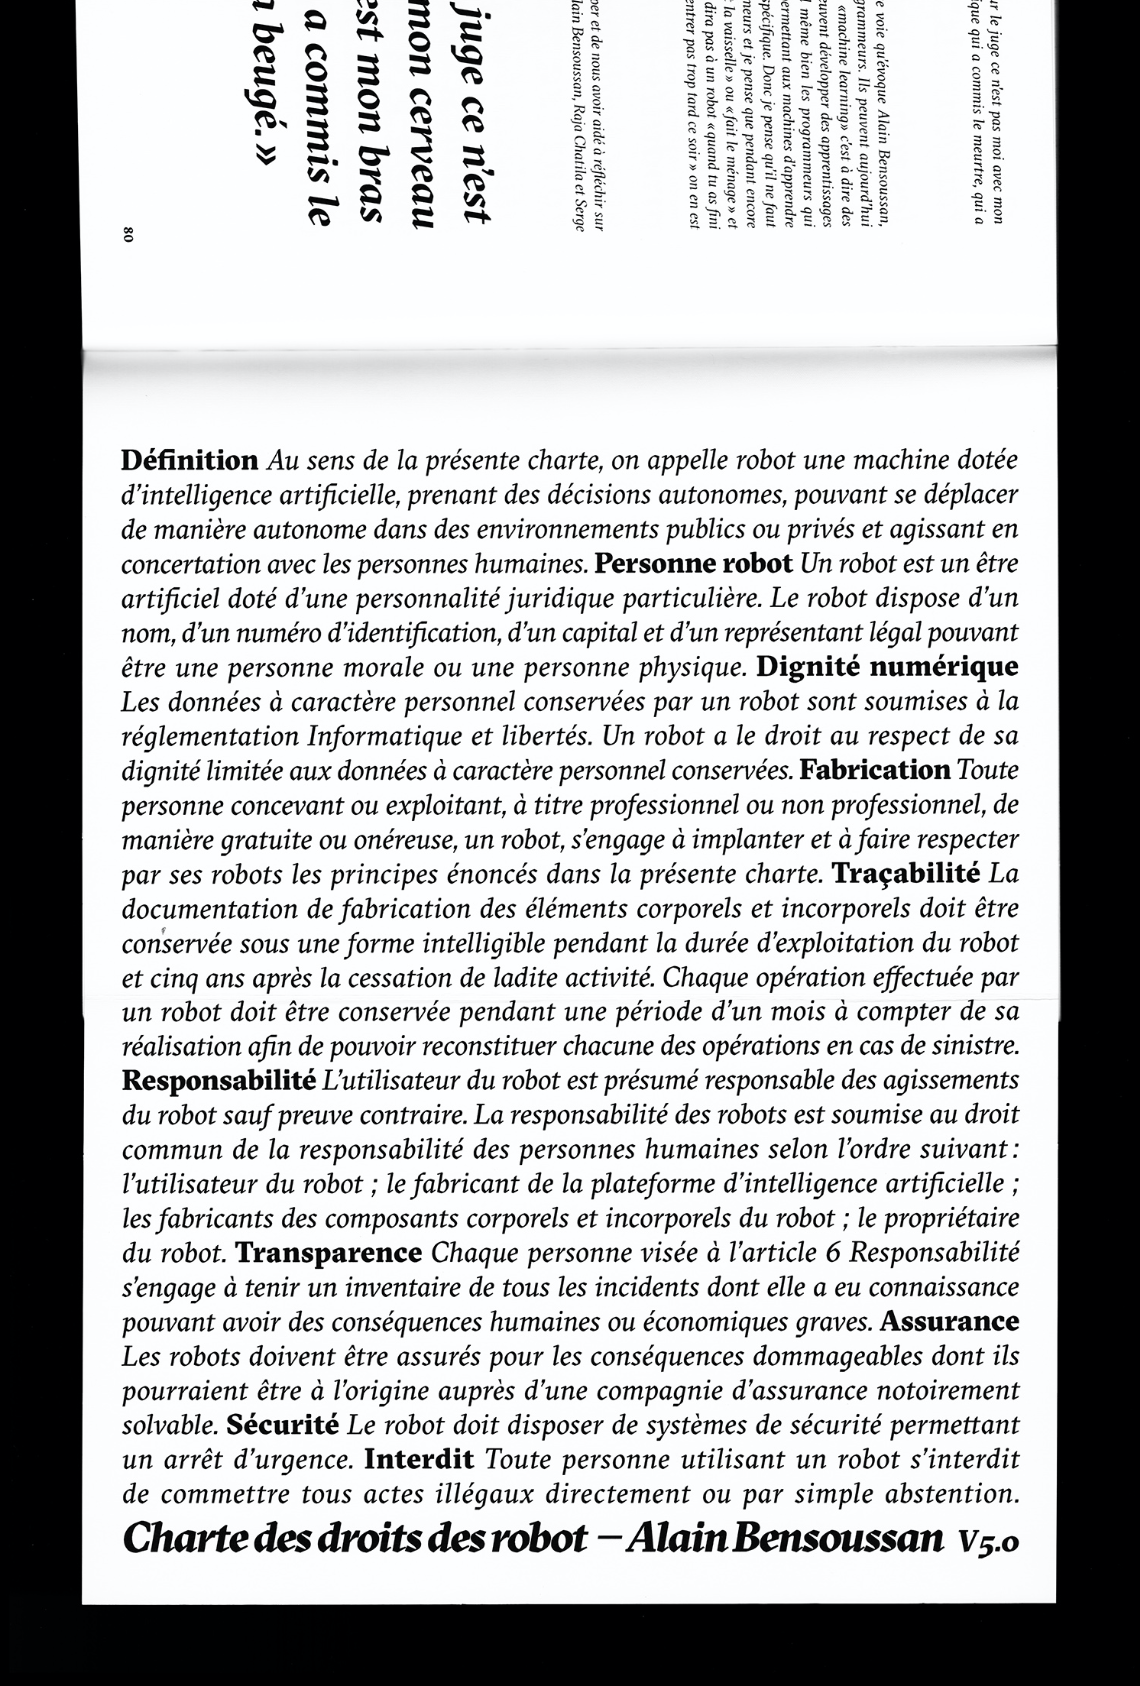 le juge ce n'est pas moi avec mon
qui a commis le meurtre, qui a
voie qu'évoque Alain Bensoussan,
Ils peuvent aujourd'hui
«machine learning» c'est à dire des
développer des apprentissages
même bien les programmeurs qui
aux machines d'apprendre
Donc je pense qu'il ne faut
et je pense que pendant encore
la vaisselle » ou « fait le ménage » et
dira pas à un robot « quand tu as fini
pas trop tard ce soir » on en est
et de nous avoir aidé à réfléchir sur
Bensoussan, Raja Chatila et Serge
juge ce n'est
mon cerveau
est mon bras
a commis le
beugé. »
80
Définition Au sens de la présente charte, on appelle robot une machine dotée
d'intelligence artificielle, prenant des décisions autonomes, pouvant se déplacer
de manière autonome dans des environnements publics ou privés et agissant en
concertation avec les personnes humaines. Personne robot Un robot est un être
artificiel doté d'une personnalité juridique particulière. Le robot dispose d'un
nom, d'un numéro d'identification, d'un capital et d'un représentant légal pouvant
être une personne morale ou une personne physique. Dignité numérique
Les données à caractère personnel conservées par un robot sont soumises à la
réglementation Informatique et libertés. Un robot a le droit au respect de sa
dignité limitée aux données à caractère personnel conservées. Fabrication Toute
personne concevant ou exploitant, à titre professionnel ou non professionnel, de
manière gratuite ou onéreuse, un robot, s'engage à implanter et à faire respecter
par ses robots les principes énoncés dans la présente charte. Traçabilité La
documentation de fabrication des éléments corporels et incorporels doit être
conservée sous une forme intelligible pendant la durée d'exploitation du robot
et cinq ans après la cessation de ladite activité. Chaque opération effectuée par
un robot doit être conservée pendant une période d'un mois à compter de sa
réalisation afin de pouvoir reconstituer chacune des opérations en cas de sinistre.
Responsabilité L'utilisateur du robot est présumé responsable des agissements
du robot sauf preuve contraire. La responsabilité des robots est soumise au droit
commun de la responsabilité des personnes humaines selon l'ordre suivant :
l'utilisateur du robot ; le fabricant de la plateforme d'intelligence artificielle ;
les fabricants des composants corporels et incorporels du robot ; le propriétaire
du robot. Transparence Chaque personne visée à l'article 6 Responsabilité
s'engage à tenir un inventaire de tous les incidents dont elle a eu connaissance
pouvant avoir des conséquences humaines ou économiques graves. Assurance
Les robots doivent être assurés pour les conséquences dommageables dont ils
pourraient être à l'origine auprès d'une compagnie d'assurance notoirement
solvable. Sécurité Le robot doit disposer de systèmes de sécurité permettant
un arrêt d'urgence. Interdit Toute personne utilisant un robot s'interdit
de commettre tous actes illégaux directement ou par simple abstention.
Charte des droits des robot – Alain Bensoussan V5.0